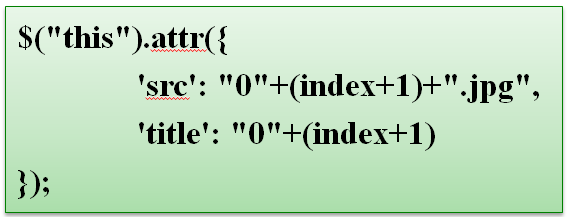 $("this").attr({
'src': "0"+(index+1)+".jpg",
'title': "0"+(index+1)
});